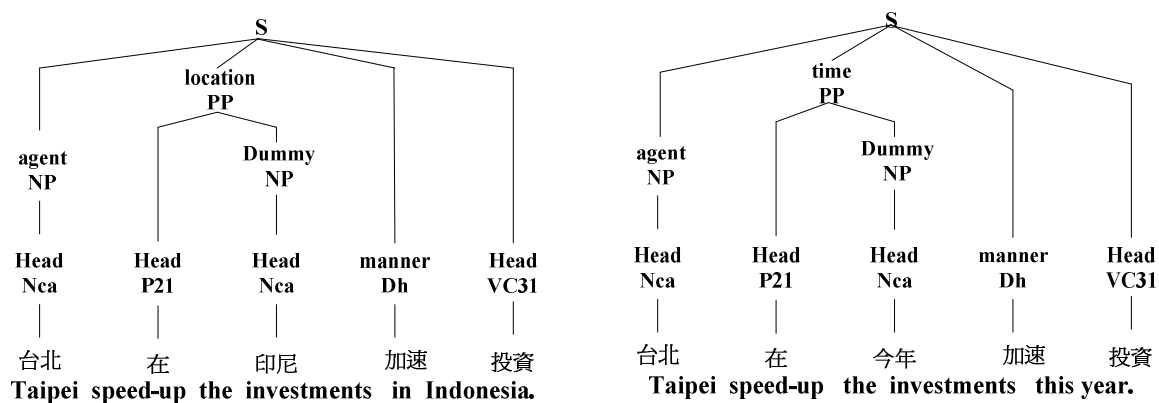 S
location
PP
agent
NP
Dummy
NP
Head
Nca
Head
P21
Head
Nca
manner
Dh
Head
VC31
台北 在 印尼 加速 投資
Taipei speed-up the investments in Indonesia.
S
time
PP
agent
NP
Dummy
NP
Head
Nca
Head
P21
Head
Nca
manner
Dh
Head
VC31
台北 在 今年 加速 投資
Taipei speed-up the investments this year.